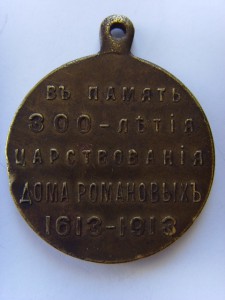 ВЪ ПАМЯТЬ
300-лѣтія
ЦАРСТВОВАНІЯ
ДОМА РОМАНОВЫХЪ
1613-1913